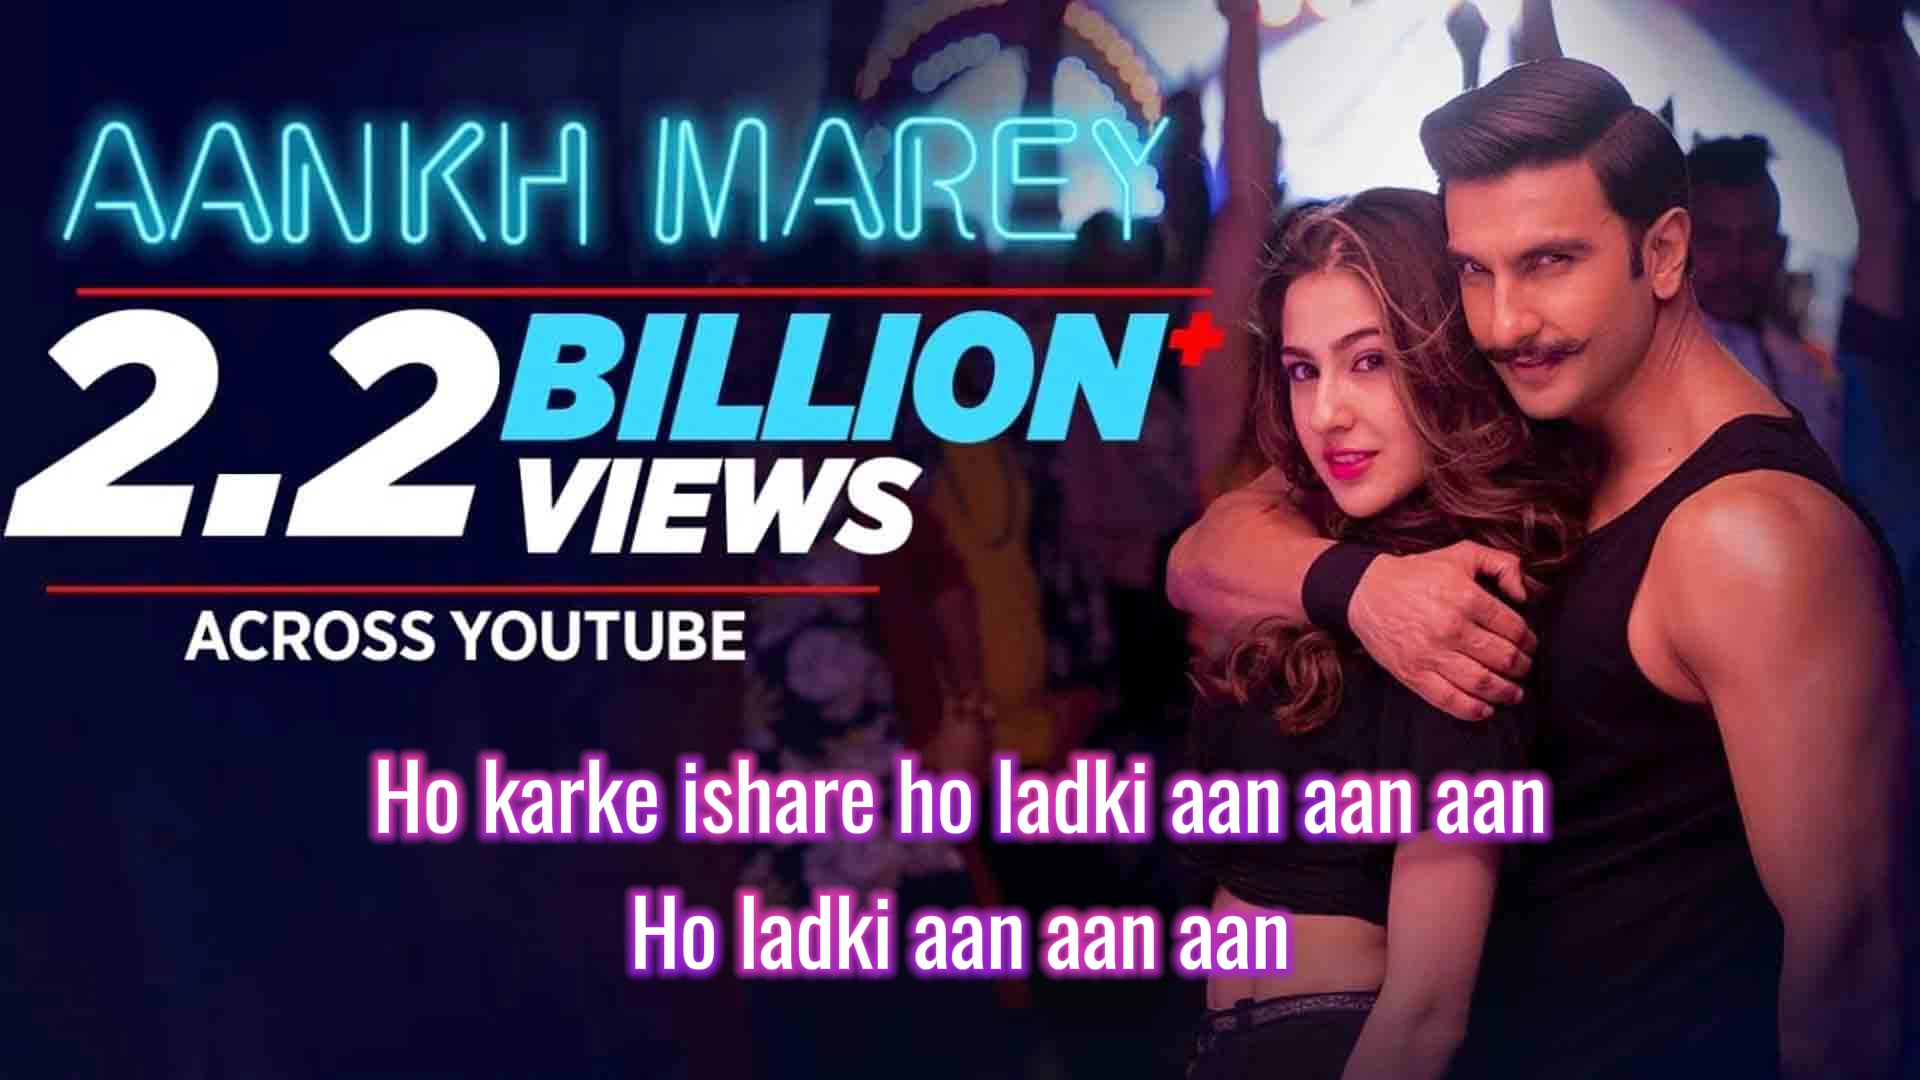 AANKH MAREY
2.2 BILLION+
VIEWS
ACROSS YOUTUBE
Ho karke ishare ho ladki aan aan aan
Ho ladki aan aan aan